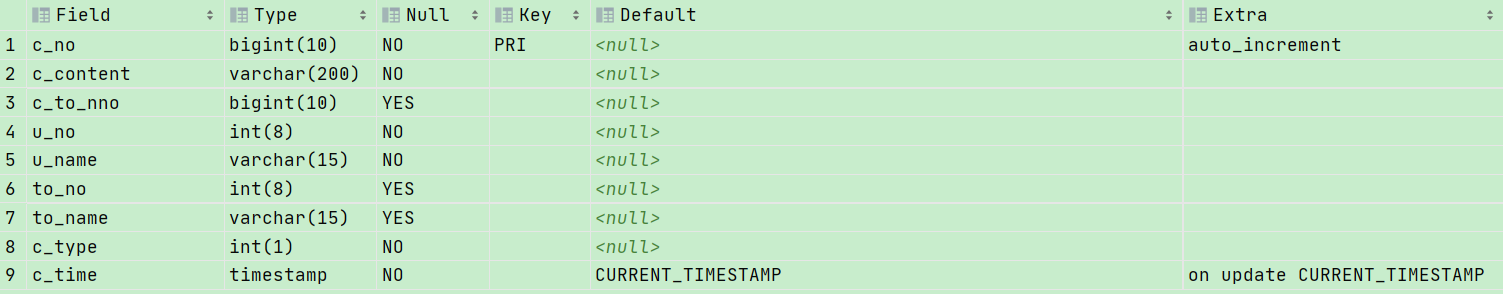 Field Type Null Key Default Extra
1 c_no bigint(10) NO PRI <null> auto_increment
2 c_content varchar(200) NO <null>
3 c_to_nno bigint(10) YES <null>
4 u_no int(8) NO <null>
5 u_name varchar(15) NO <null>
6 to_no int(8) YES <null>
7 to_name varchar(15) YES <null>
8 c_type int(1) NO <null>
9 c_time timestamp NO CURRENT_TIMESTAMP on update CURRENT_TIMESTAMP